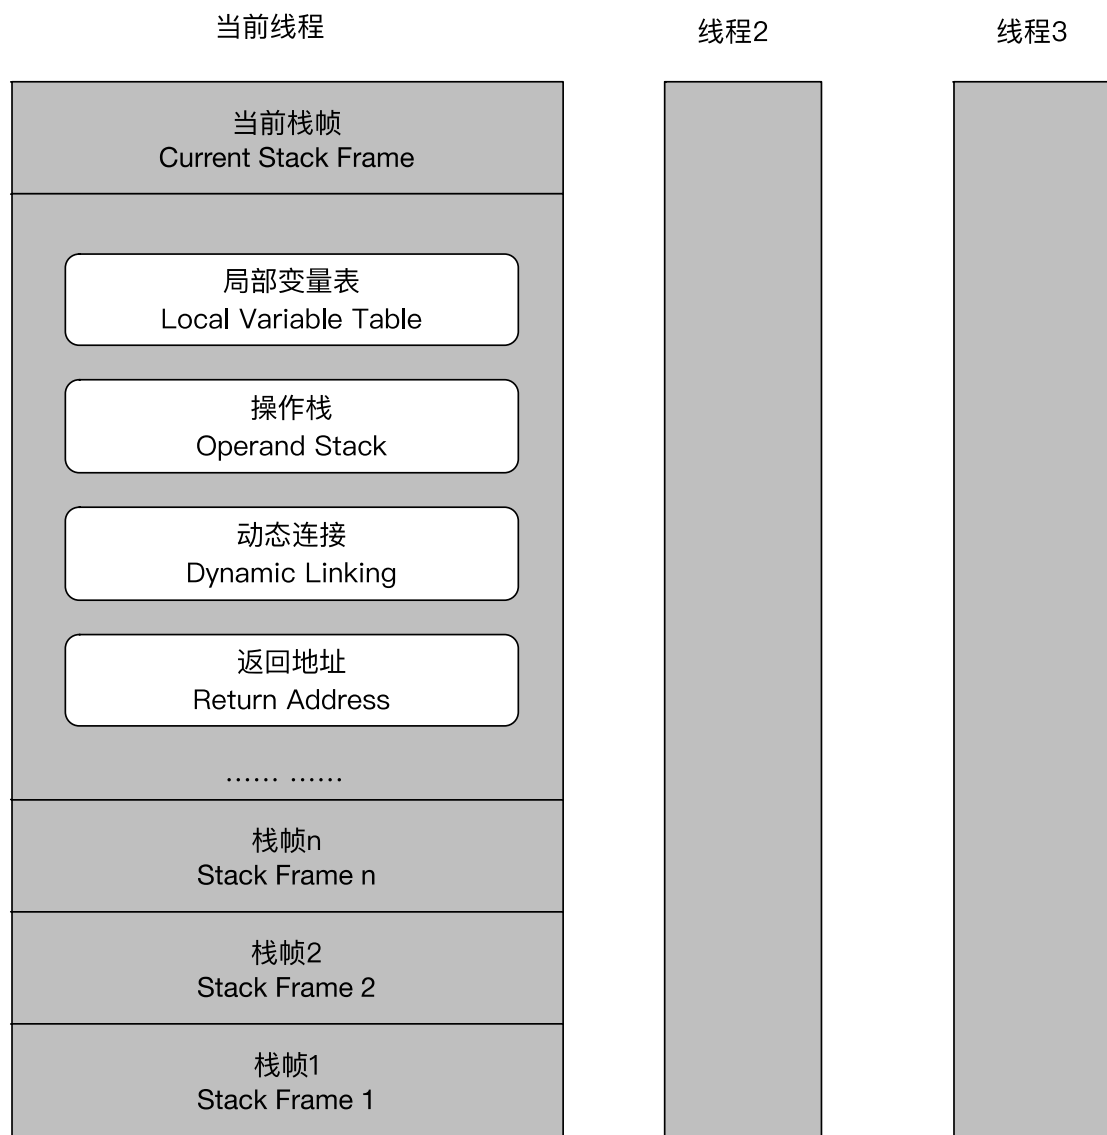 当前线程
线程2
线程3
当前栈帧
Current Stack Frame
局部变量表
Local Variable Table
操作栈
Operand Stack
动态连接
Dynamic Linking
返回地址
Return Address
…… ……
栈帧n
Stack Frame n
栈帧2
Stack Frame 2
栈帧1
Stack Frame 1